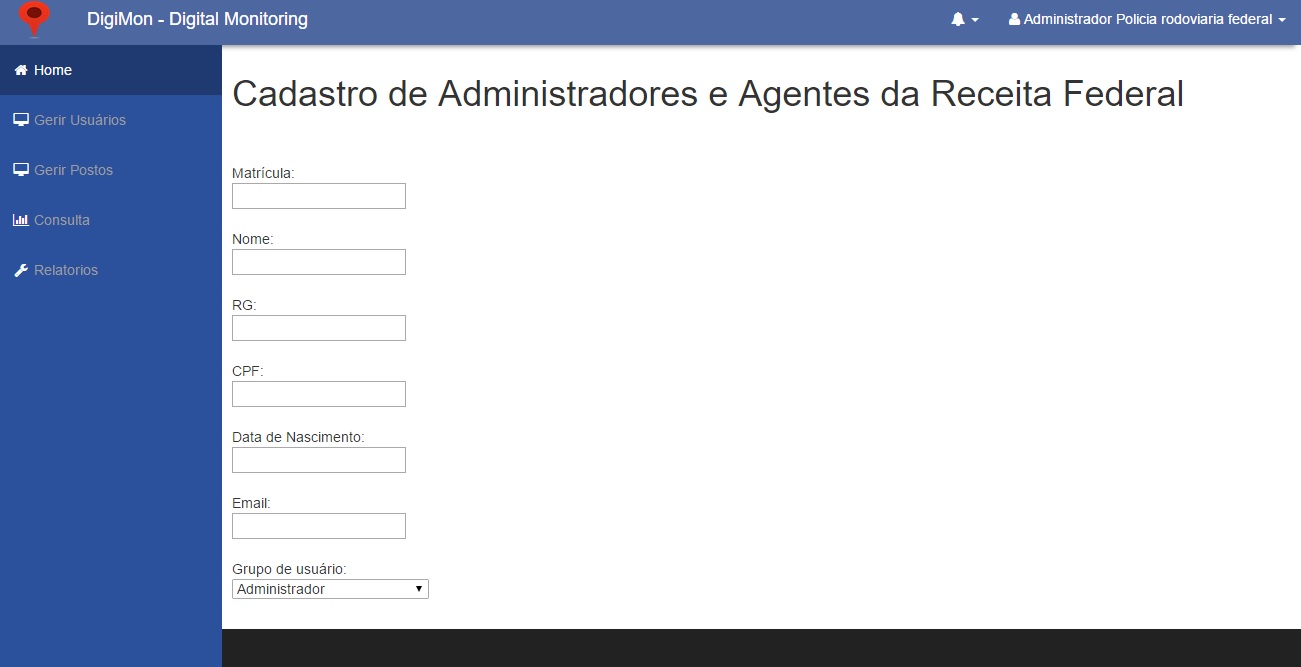 DigiMon - Digital Monitoring
Administrador Policia rodoviaria federal
Home
Gerir Usuários
Gerir Postos
Consulta
Relatorios
Cadastro de Administradores e Agentes da Receita Federal
Matrícula:
Nome:
RG:
CPF:
Data de Nascimento:
Email:
Grupo de usuário:
Administrador